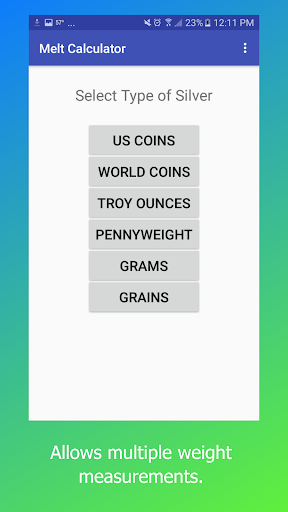 57° 23% 12:11 PM
Melt Calculator
Select Type of Silver
US COINS
WORLD COINS
TROY OUNCES
PENNYWEIGHT
GRAMS
GRAINS
Allows multiple weight
measurements.